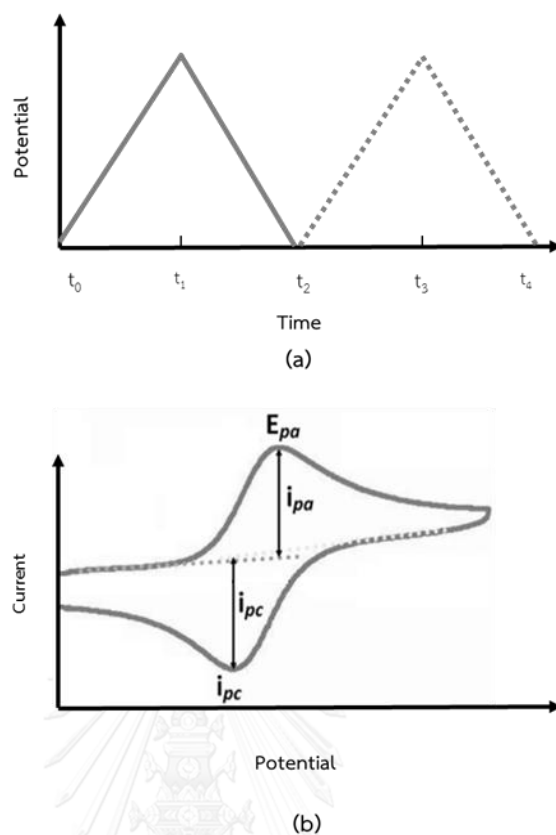 Potential
t₀ t₁ t₂ t₃ t₄
Time
(a)
Eₚₐ
iₚₐ
Current
iₚc
iₚc
Potential
(b)